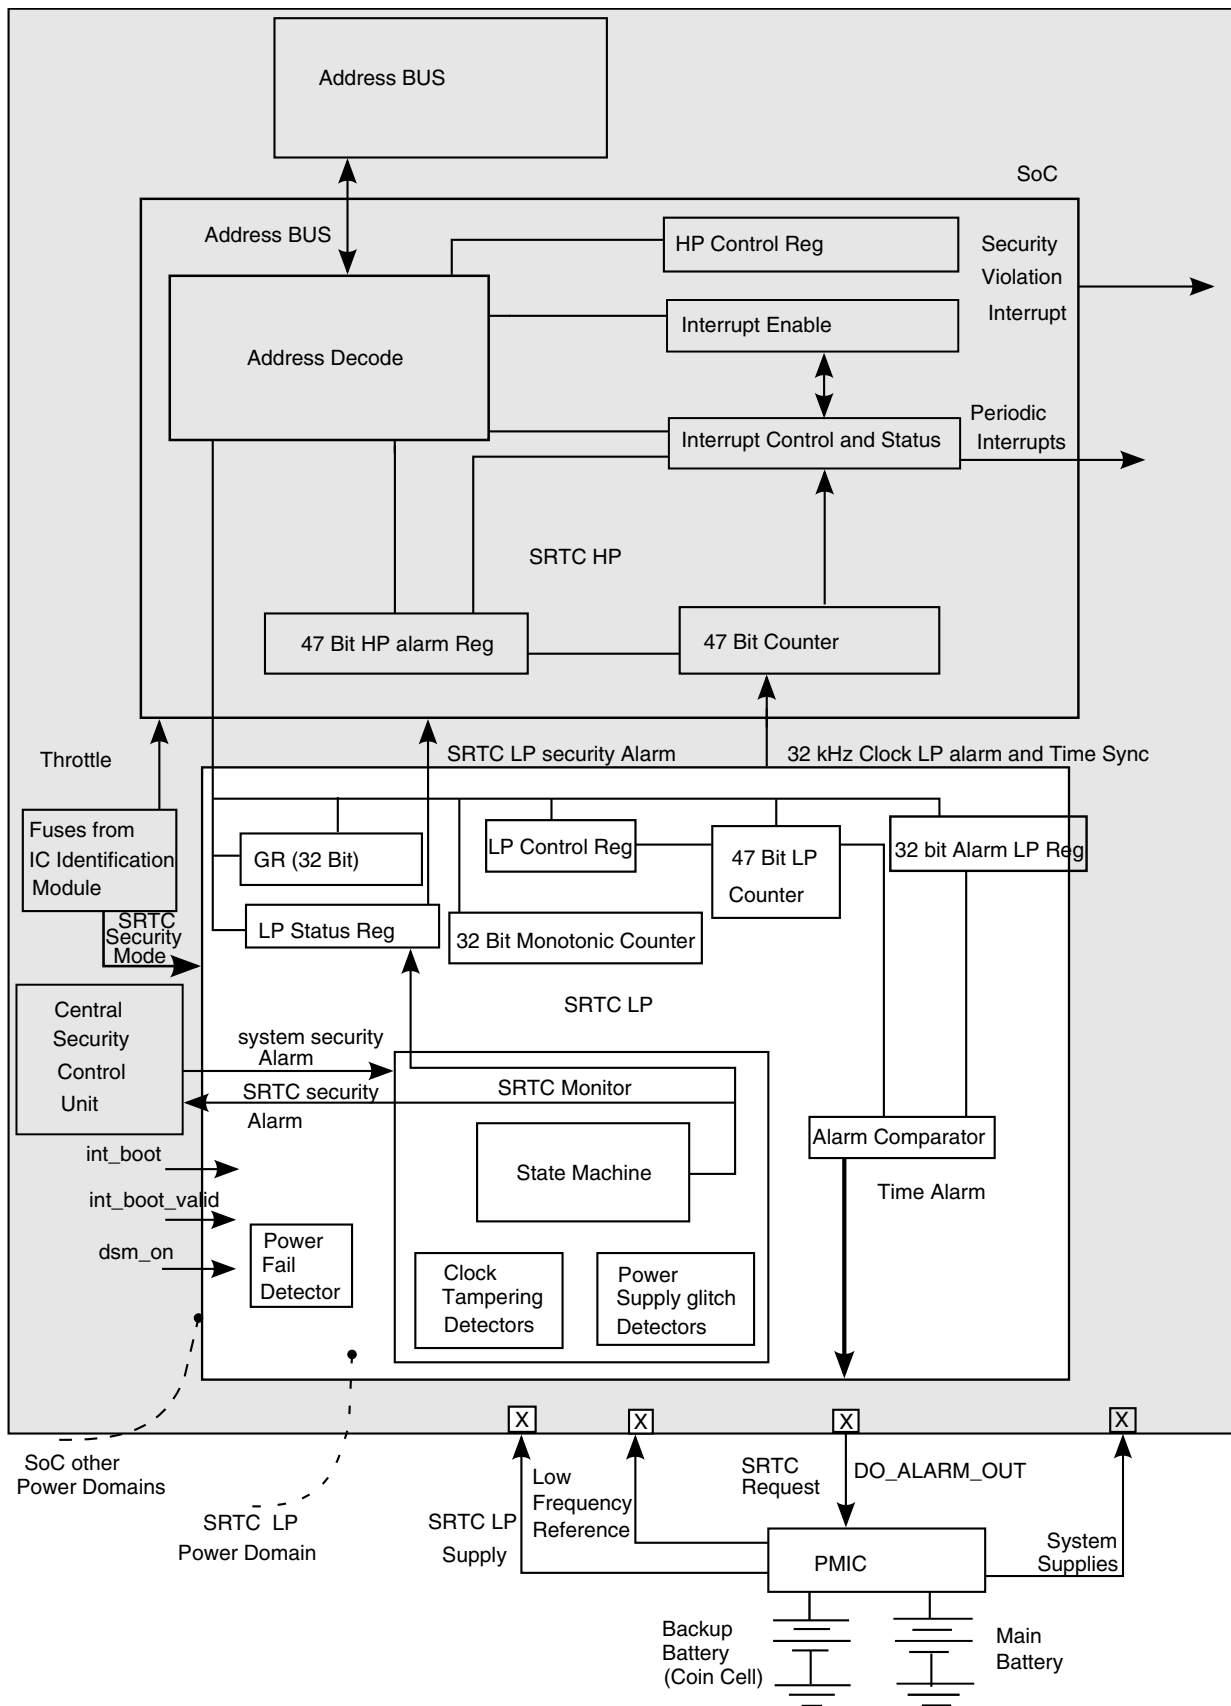 Address BUS
SoC
Address BUS
HP Control Reg
Security
Violation
Interrupt
Interrupt Enable
Address Decode
Periodic
Interrupts
Interrupt Control and Status
SRTC HP
47 Bit HP alarm Reg
47 Bit Counter
Throttle
SRTC LP security Alarm
32 kHz Clock LP alarm and Time Sync
Fuses from
IC Identification
Module
GR (32 Bit)
LP Control Reg
47 Bit LP
Counter
32 bit Alarm LP Reg
LP Status Reg
32 Bit Monotonic Counter
SRTC
Security
Mode
SRTC LP
Central
Security
Control
Unit
system security
Alarm
SRTC security
Alarm
SRTC Monitor
State Machine
Alarm Comparator
Time Alarm
int_boot
int_boot_valid
dsm_on
Power
Fail
Detector
Clock
Tampering
Detectors
Power
Supply glitch
Detectors
X
X
X
X
SoC other
Power Domains
SRTC LP
Power Domain
SRTC LP
Supply
Low
Frequency
Reference
SRTC
Request
DO_ALARM_OUT
System
Supplies
PMIC
Backup
Battery
(Coin Cell)
Main
Battery